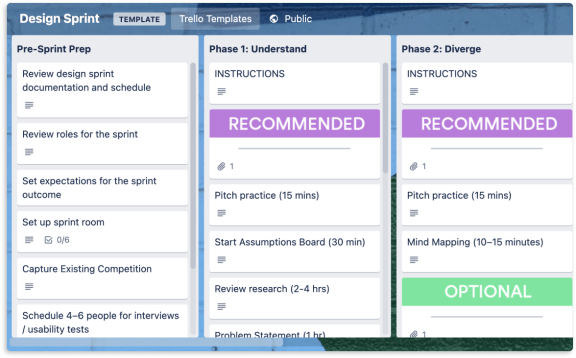 Design Sprint TEMPLATE Trello Templates Public
Pre-Sprint Prep
Review design sprint
documentation and schedule
Review roles for the sprint
Set expectations for the sprint
outcome
Set up sprint room
0/6
Capture Existing Competition
Schedule 4–6 people for interviews
/ usability tests
Phase 1: Understand
INSTRUCTIONS
RECOMMENDED
1
Pitch practice (15 mins)
Start Assumptions Board (30 min)
Review research (2-4 hrs)
Problem Statement (1 hr)
Phase 2: Diverge
INSTRUCTIONS
RECOMMENDED
1
Pitch practice (15 mins)
Mind Mapping (10–15 minutes)
OPTIONAL
1